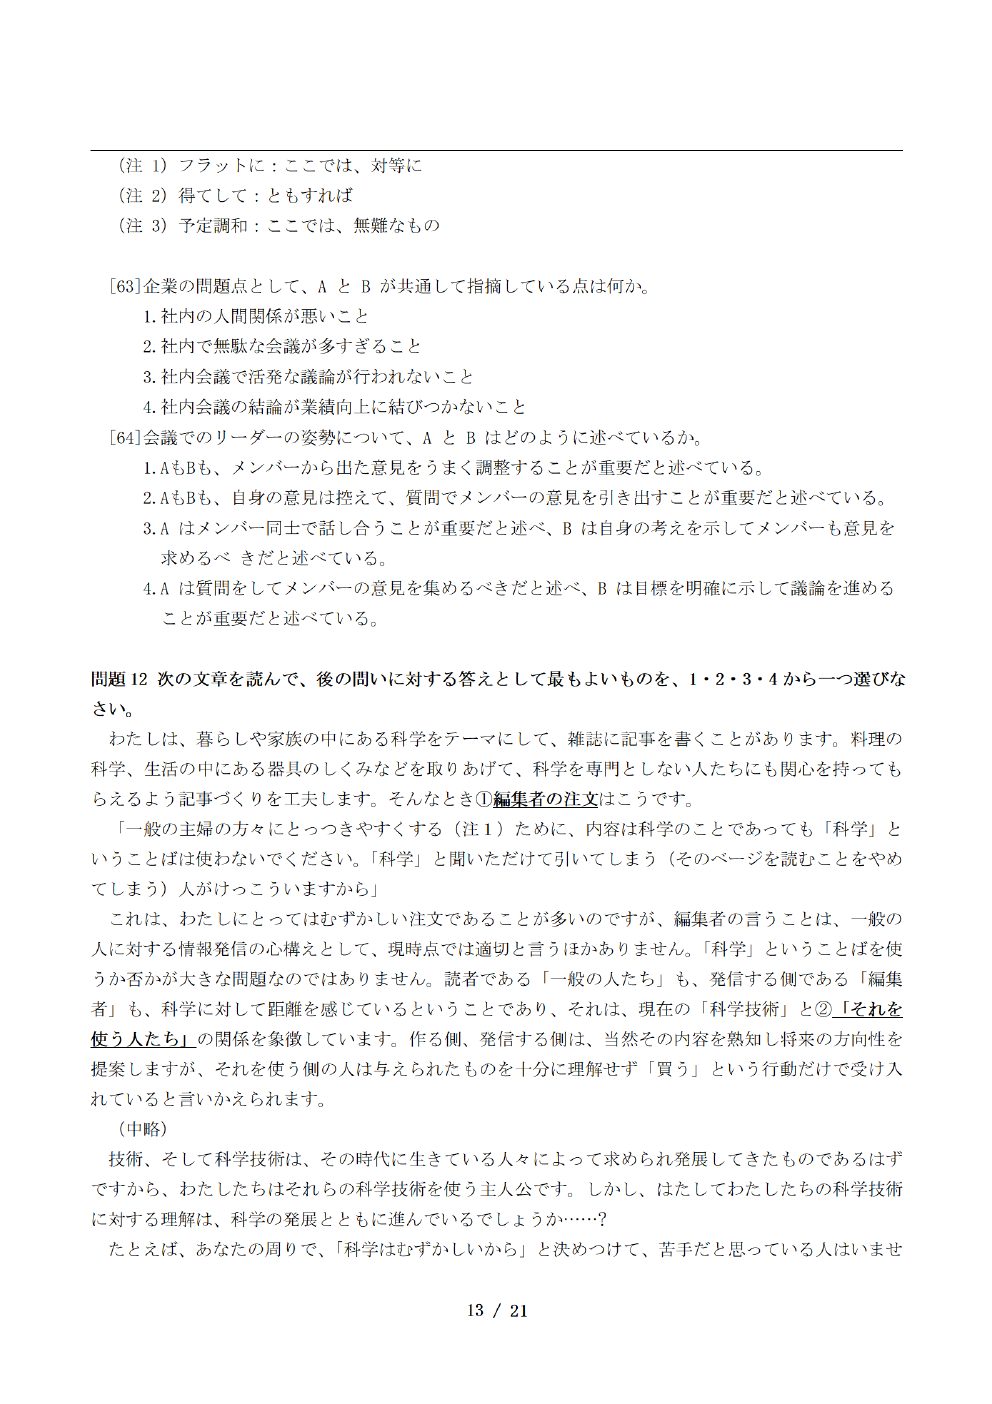 （注 1）フラットに：ここでは、対等に
（注 2）得てして：ともすれば
（注 3）予定調和：ここでは、無難なもの
[63]企業の問題点として、A と B が共通して指摘している点は何か。
1.社内の人間関係が悪いこと
2.社内で無駄な会議が多すぎること
3.社内会議で活発な議論が行われないこと
4.社内会議の結論が業績向上に結びつかないこと
[64]会議でのリーダーの姿勢について、A と B はどのように述べているか。
1.AもBも、メンバーから出た意見をうまく調整することが重要だと述べている。
2.AもBも、自身の意見は控えて、質問でメンバーの意見を引き出すことが重要だと述べている。
3.A はメンバー同士で話し合うことが重要だと述べ、B は自身の考えを示してメンバーも意見を
求めるべ きだと述べている。
4.A は質問をしてメンバーの意見を集めるべきだと述べ、B は目標を明確に示して議論を進める
ことが重要だと述べている。
問題 12 次の文章を読んで、後の問いに対する答えとして最もよいものを、1・2・3・4 から一つ選びな
さい。
わたしは、暮らしや家族の中にある科学をテーマにして、雑誌に記事を書くことがあります。料理の
科学、生活の中にある器具のしくみなどを取りあげて、科学を専門としない人たちにも関心を持っても
らえるよう記事づくりを工夫します。そんなとき①編集者の注文はこうです。
「一般の主婦の方々にとっつきやすくする（注１）ために、内容は科学のことであっても「科学」と
いうことばは使わないでください。「科学」と聞いただけて引いてしまう（そのベージを読むことをやめ
てしまう）人がけっこういますから」
これは、わたしにとってはむずかしい注文であることが多いのですが、編集者の言うことは、一般の
人に対する情報発信の心構えとして、現時点では適切と言うほかありません。「科学」ということばを使
うか否かが大きな問題なのではありません。読者である「一般の人たち」も、発信する側である「編集
者」も、科学に対して距離を感じているということであり、それは、現在の「科学技術」と②「それを
使う人たち」の関係を象徴しています。作る側、発信する側は、当然その内容を熟知し将来の方向性を
提案しますが、それを使う側の人は与えられたものを十分に理解せず「買う」という行動だけで受け入
れていると言いかえられます。
（中略）
技術、そして科学技術は、その時代に生きている人々によって求められ発展してきたものであるはず
ですから、わたしたちはそれらの科学技術を使う主人公です。しかし、はたしてわたしたちの科学技術
に対する理解は、科学の発展とともに進んでいるでしょうか……?
たとえば、あなたの周りで、「科学はむずかしいから」と決めつけて、苦手だと思っている人はいませ
13 / 21